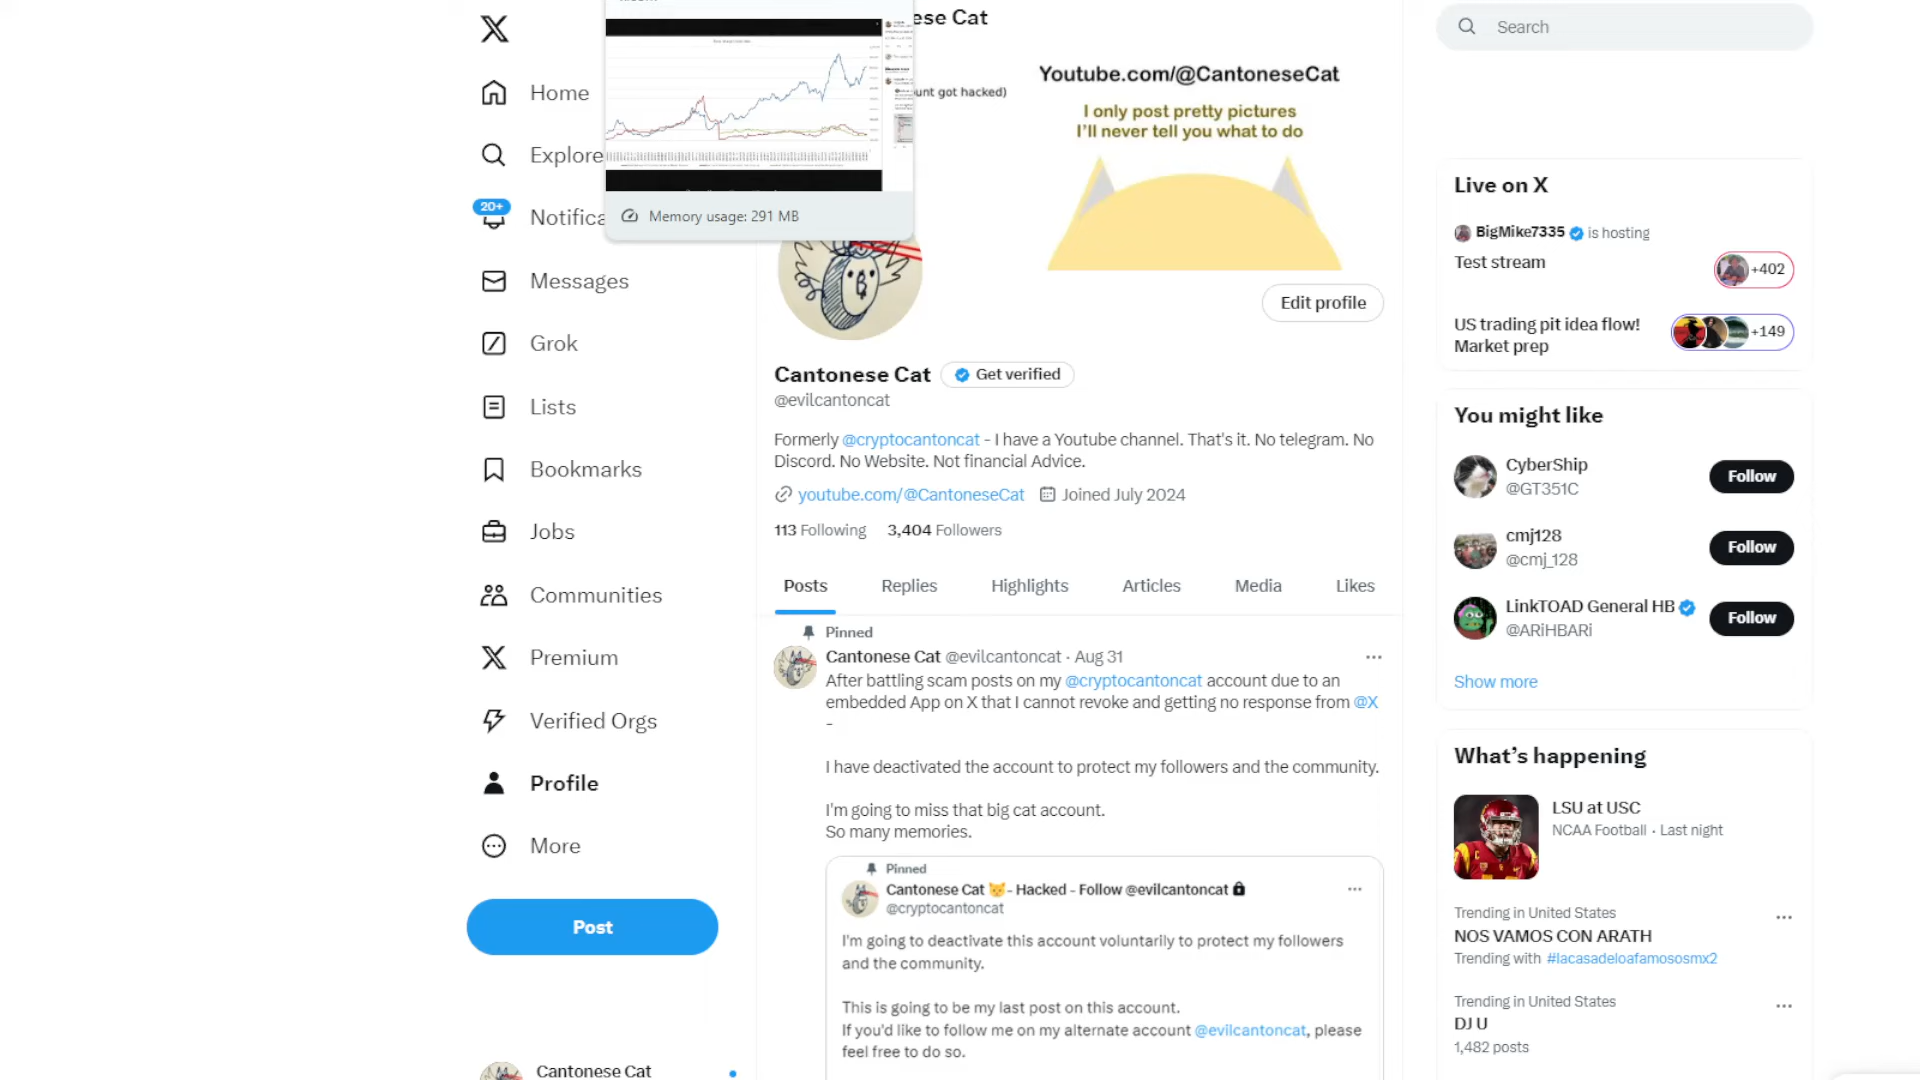 Home
Explore
20+
Notifica
Messages
Grok
Lists
Bookmarks
Jobs
Communities
Premium
Verified Orgs
Profile
More
Post
Cantonese Cat
Memory usage: 291 MB
ese Cat
unt got hacked)
Youtube.com/@CantoneseCat
I only post pretty pictures
I'll never tell you what to do
Edit profile
Cantonese Cat
Get verified
@evilcantoncat
Formerly @cryptocantoncat - I have a Youtube channel. That's it. No telegram. No
Discord. No Website. Not financial Advice.
youtube.com/@CantoneseCat Joined July 2024
113 Following 3,404 Followers
Posts Replies Highlights Articles Media Likes
Pinned
Cantonese Cat @evilcantoncat · Aug 31
After battling scam posts on my @cryptocantoncat account due to an
embedded App on X that I cannot revoke and getting no response from @X
-
I have deactivated the account to protect my followers and the community.
I'm going to miss that big cat account.
So many memories.
Pinned
Cantonese Cat 😼- Hacked - Follow @evilcantoncat
@cryptocantoncat
I'm going to deactivate this account voluntarily to protect my followers
and the community.
This is going to be my last post on this account.
If you'd like to follow me on my alternate account @evilcantoncat, please
feel free to do so.
Search
Live on X
BigMike7335 is hosting
Test stream
+402
US trading pit idea flow!
Market prep
+149
You might like
CyberShip
@GT351C
Follow
cmj128
@cmj_128
Follow
LinkTOAD General HB
@ARiHBARi
Follow
Show more
What's happening
LSU at USC
NCAA Football · Last night
Trending in United States
NOS VAMOS CON ARATH
Trending with #lacasadeloafamososmx2
Trending in United States
DJ U
1,482 posts